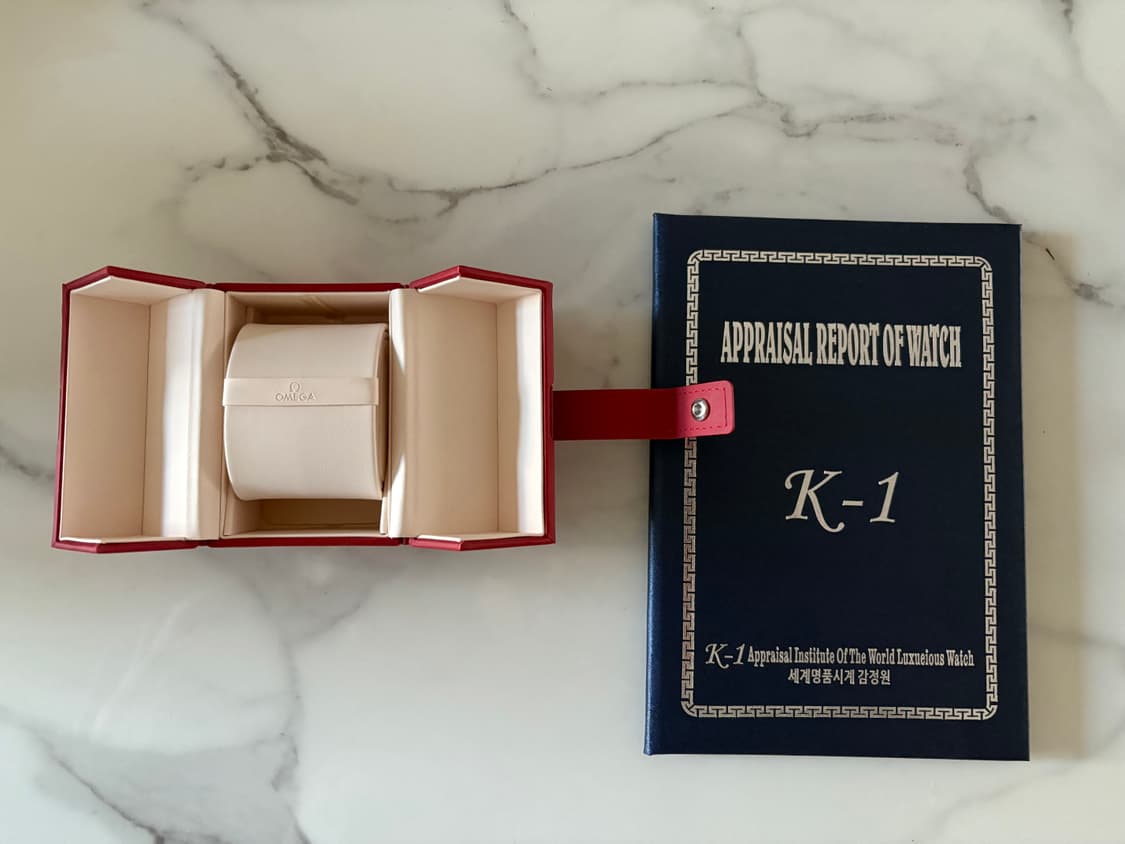 Ω
OMEGA
APPRAISAL REPORT OF WATCH
K-1
K-1 Appraisal Institute Of The World Luxueious Watch
세계명품시계 감정원